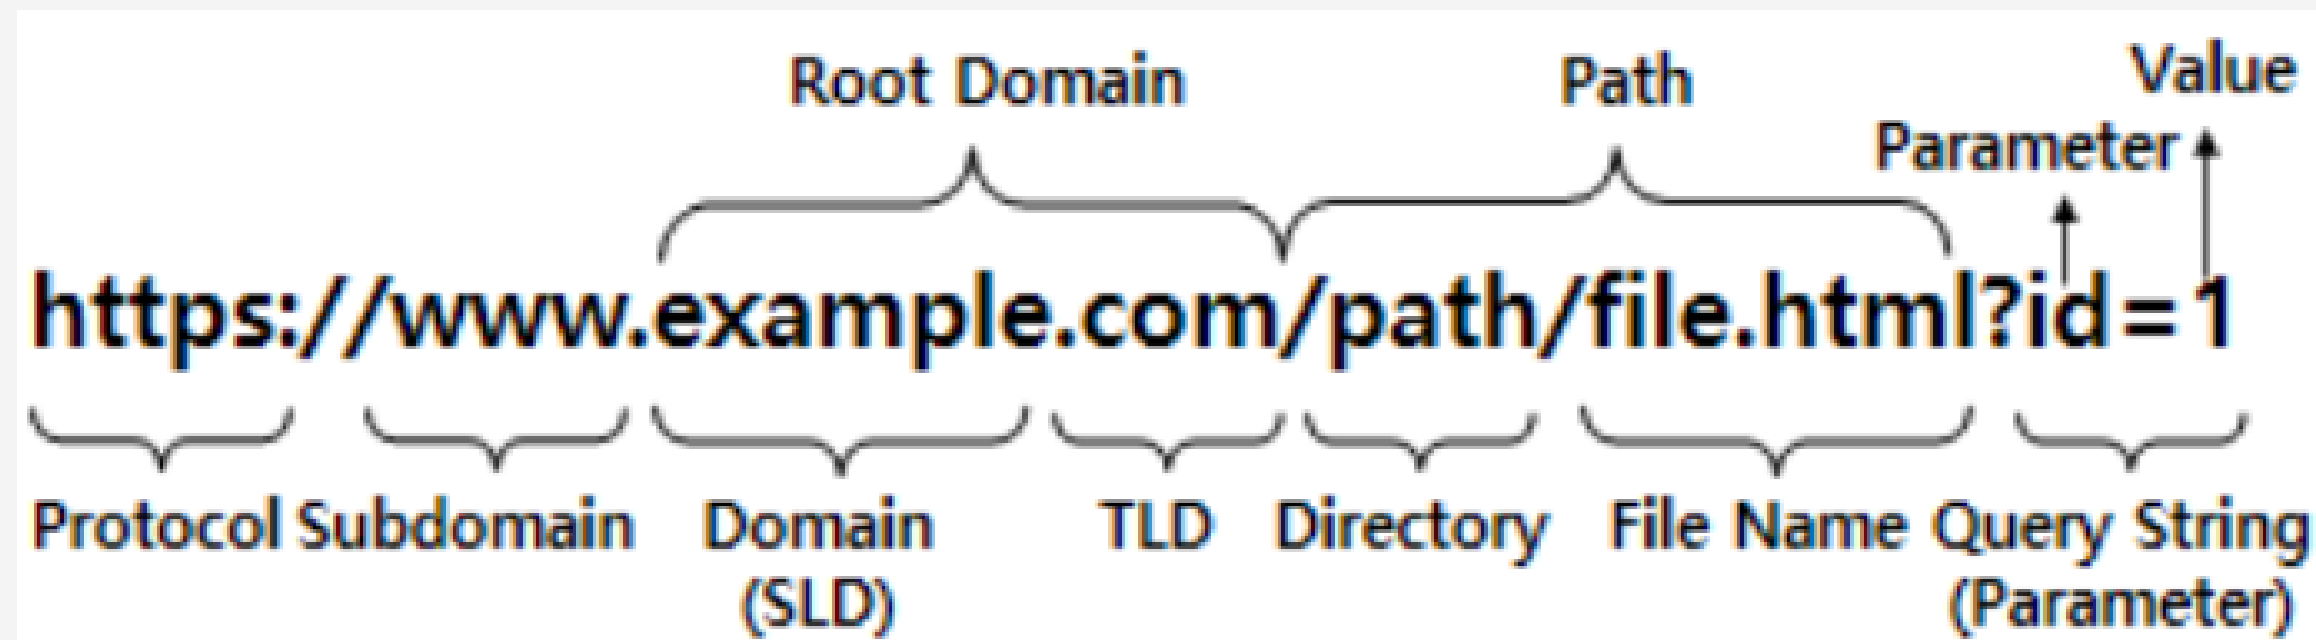 Root Domain Path Value
Parameter
https://www.example.com/path/file.html?id=1
Protocol Subdomain Domain TLD Directory File Name Query String
(SLD) (Parameter)